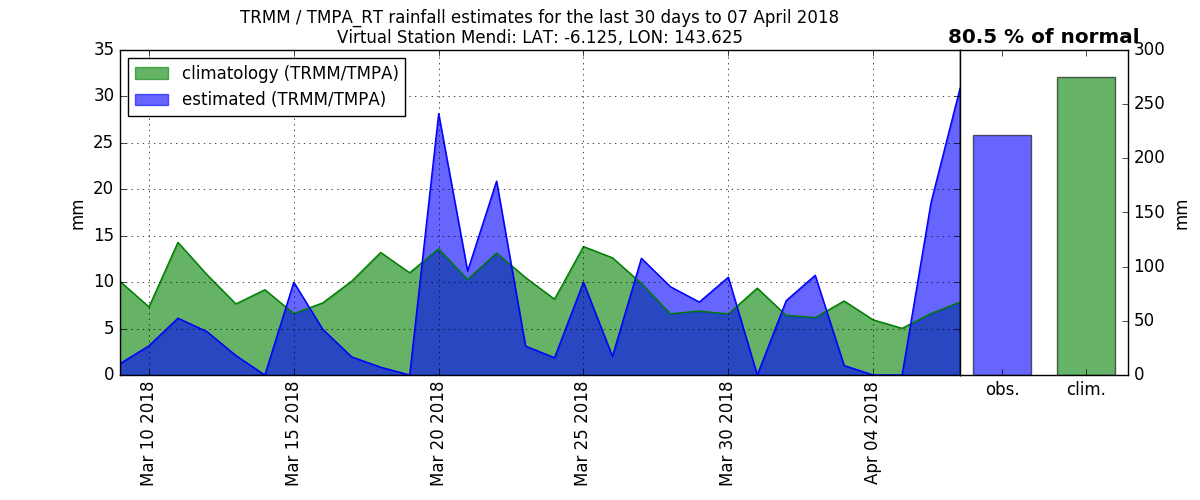 TRMM / TMPA_RT rainfall estimates for the last 30 days to 07 April 2018
Virtual Station Mendi: LAT: -6.125, LON: 143.625
80.5 % of normal
climatology (TRMM/TMPA)
estimated (TRMM/TMPA)
35
30
25
20
15
10
5
0
mm
Mar 10 2018
Mar 15 2018
Mar 20 2018
Mar 25 2018
Mar 30 2018
Apr 04 2018
obs.
clim.
300
250
200
150
100
50
0
mm